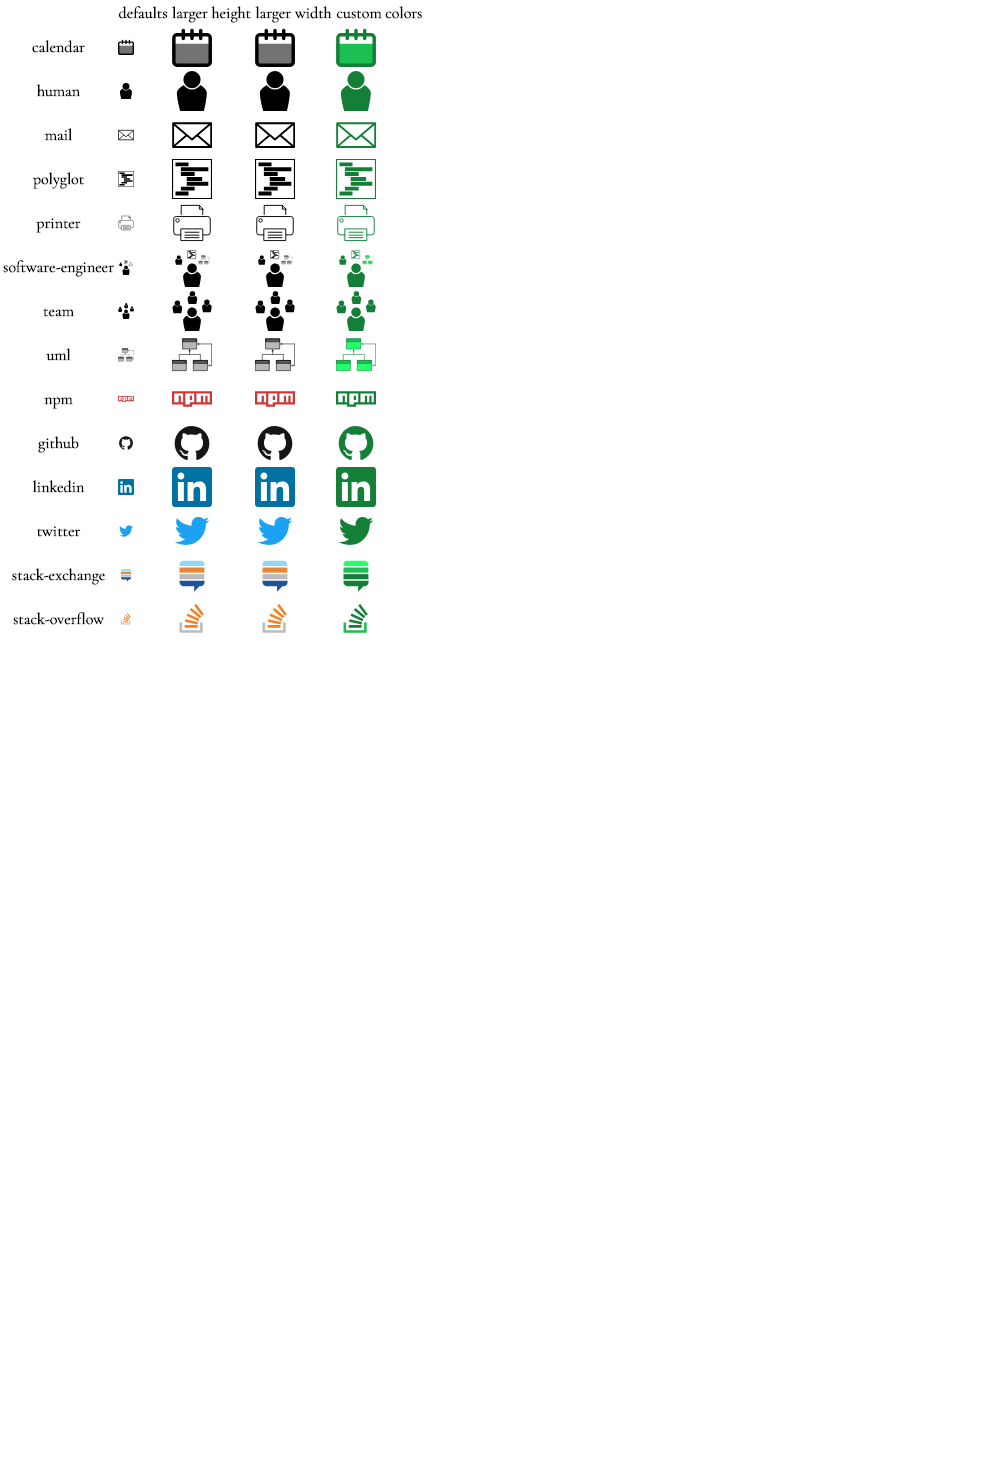 defaults larger height larger width custom colors
calendar
human
mail
polyglot
printer
software-engineer
team
uml
npm npm npm npm
github
linkedin in in in in
twitter
stack-exchange
stack-overflow